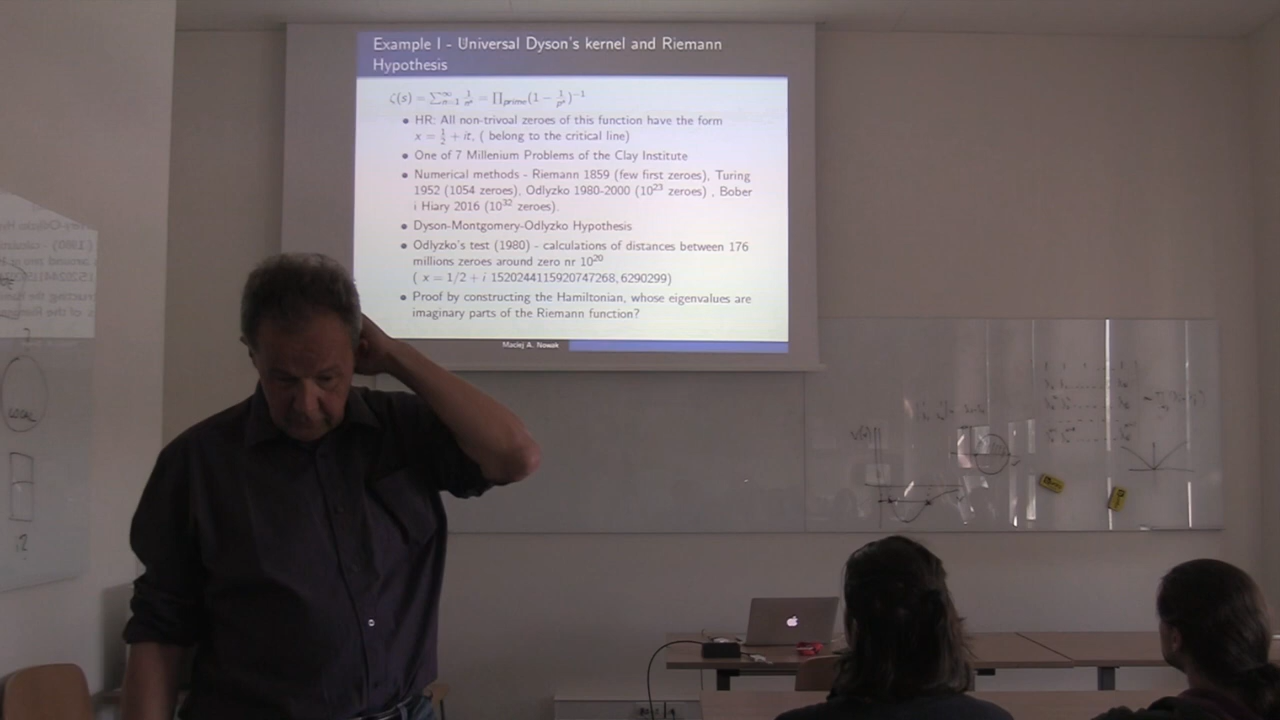 Example I - Universal Dyson's kernel and Riemann
Hypothesis
ζ(s) = ∑_{n=1}^{∞} 1/n^s = ∏_{prime}(1 − 1/p^s)^{−1}
• HR: All non-trivoal zeroes of this function have the form
x = 1/2 + it, ( belong to the critical line)
• One of 7 Millenium Problems of the Clay Institute
• Numerical methods - Riemann 1859 (few first zeroes), Turing
1952 (1054 zeroes), Odlyzko 1980-2000 (10^23 zeroes) , Bober
i Hiary 2016 (10^32 zeroes).
• Dyson-Montgomery-Odlyzko Hypothesis
• Odlyzko's test (1980) - calculations of distances between 176
millions zeroes around zero nr 10^20
( x = 1/2 + i 1520244115920747268, 6290299)
• Proof by constructing the Hamiltonian, whose eigenvalues are
imaginary parts of the Riemann function?
Maciej A. Nowak
LOCAL